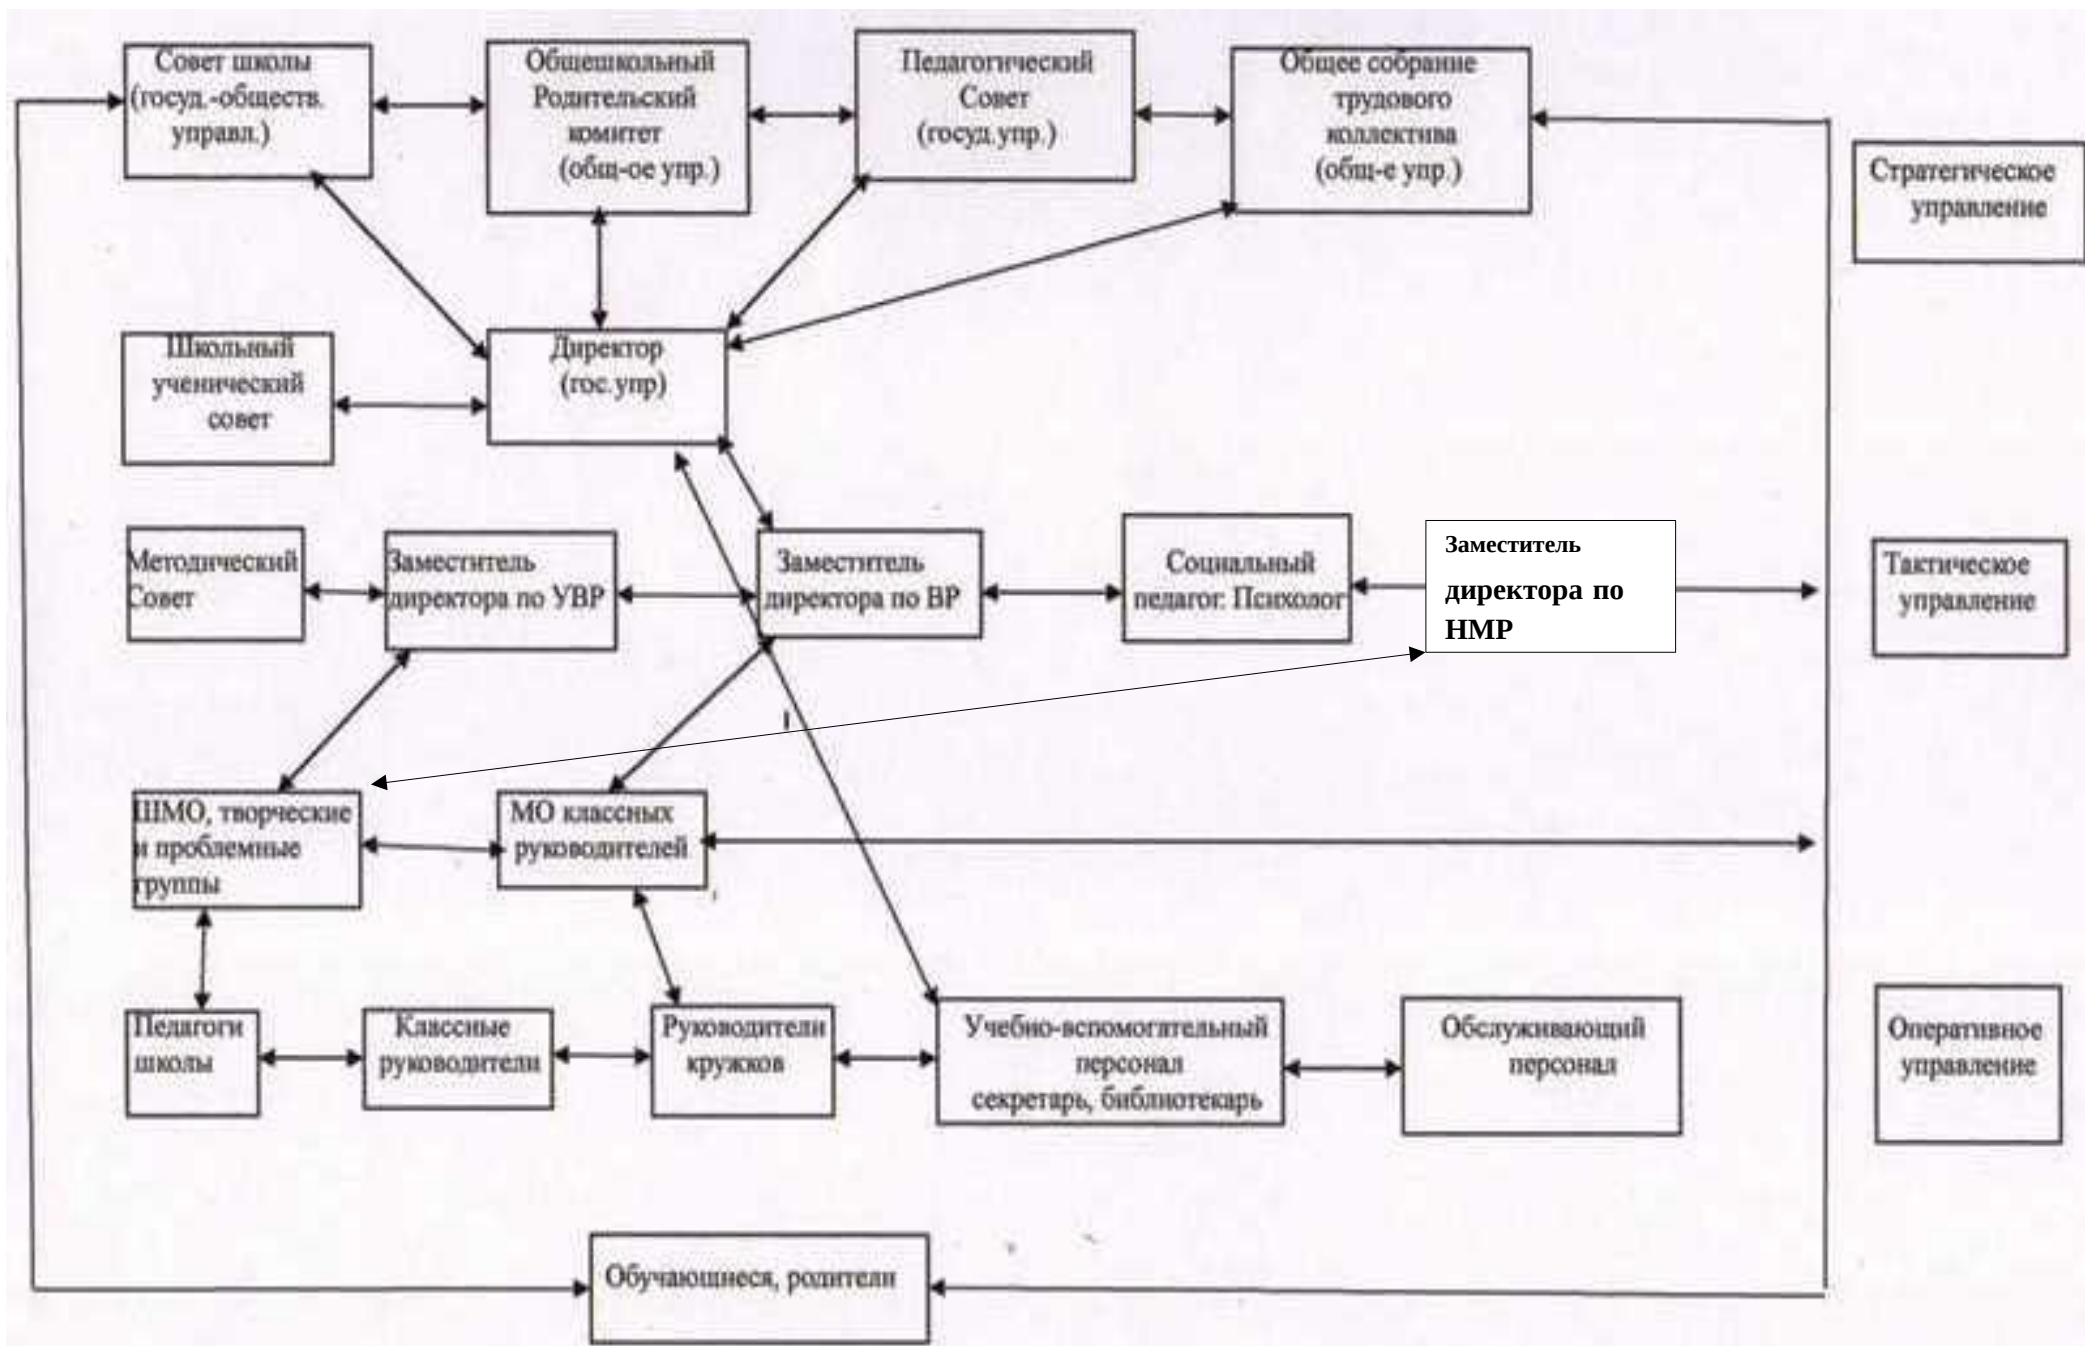 Совет школы
(госуд.-обществ.
управл.)
Общешкольный
Родительский
комитет
(общ-ое упр.)
Педагогический
Совет
(госуд.упр.)
Общее собрание
трудового
коллектива
(общ-е упр.)
Стратегическое
управление
Школьный
ученический
совет
Директор
(гос.упр)
Методический
Совет
Заместитель
директора по УВР
Заместитель
директора по ВР
Социальный
педагог. Психолог
Заместитель
директора по
НМР
Тактическое
управление
ШМО, творческие
и проблемные
группы
МО классных
руководителей
Педагоги
школы
Классные
руководители
Руководители
кружков
Учебно-вспомогательный
персонал
секретарь, библиотекарь
Обслуживающий
персонал
Оперативное
управление
Обучающиеся, родители